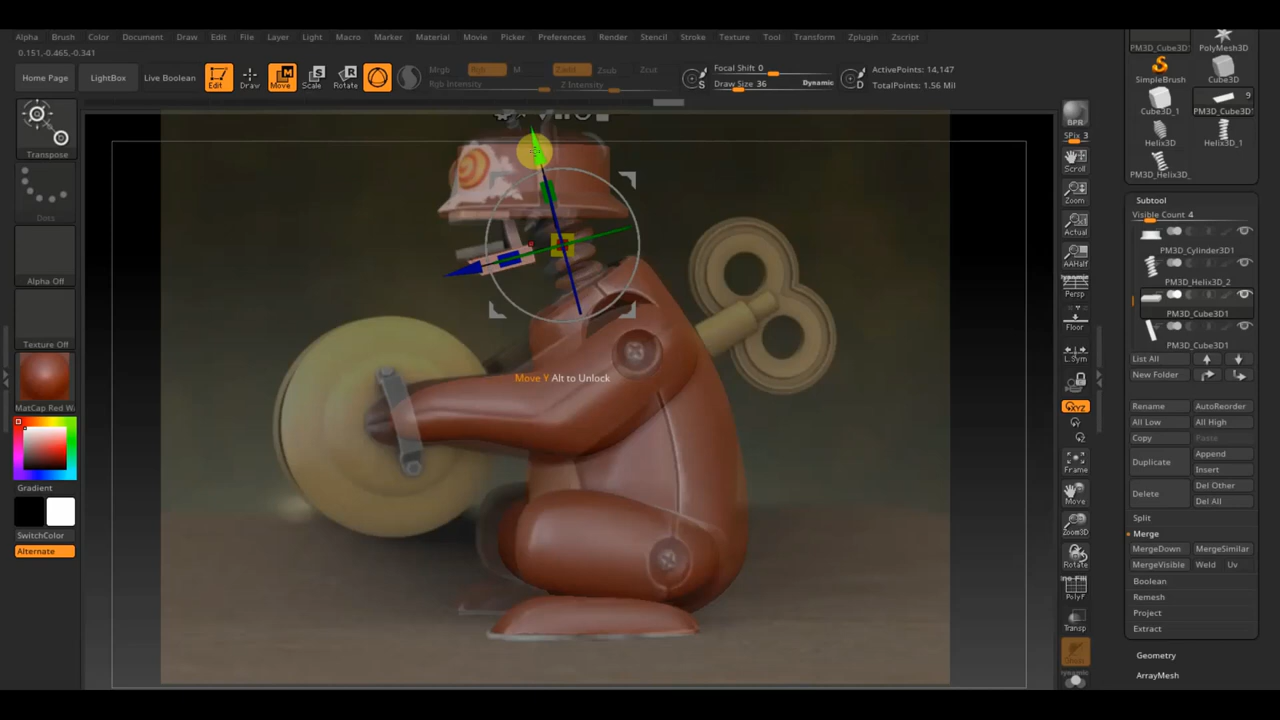 Alpha Brush Color Document Draw Edit File Layer Light Macro Marker Material Movie Picker Preferences Render Stencil Stroke Texture Tool Transform Zplugin Zscript
0.151,-0.465,-0.341
Home Page LightBox Live Boolean Edit Draw Move Scale Rotate
Mrgb Rgb M Zadd Zsub Zcut
Rgb Intensity Z Intensity
Focal Shift 0
Draw Size 36 Dynamic
ActivePoints: 14,147
TotalPoints: 1.56 Mil
Transpose
Dots
Alpha Off
Texture Off
MatCap Red W
Gradient
SwitchColor
Alternate
Move Y Alt to Unlock
BPR
SPix 3
Scroll
Zoom
Actual
AAHalf
Dynamic
Persp
Floor
L.Sym
XYZ
Y
Z
Frame
Move
Zoom3D
Rotate
PolyF
Transp
Solo
Dynamic
PM3D_Cube3D1 PolyMesh3D
SimpleBrush Cube3D
9
Cube3D_1 PM3D_Cube3D1
Helix3D Helix3D_1
PM3D_Helix3D_
Subtool
Visible Count 4
PM3D_Cylinder3D1
PM3D_Helix3D_2
PM3D_Cube3D1
PM3D_Cube3D1
List All
New Folder
Rename AutoReorder
All Low All High
Copy Paste
Duplicate Append
Insert
Delete Del Other
Del All
Split
Merge
MergeDown MergeSimilar
MergeVisible Weld Uv
Boolean
Remesh
Project
Extract
Geometry
ArrayMesh